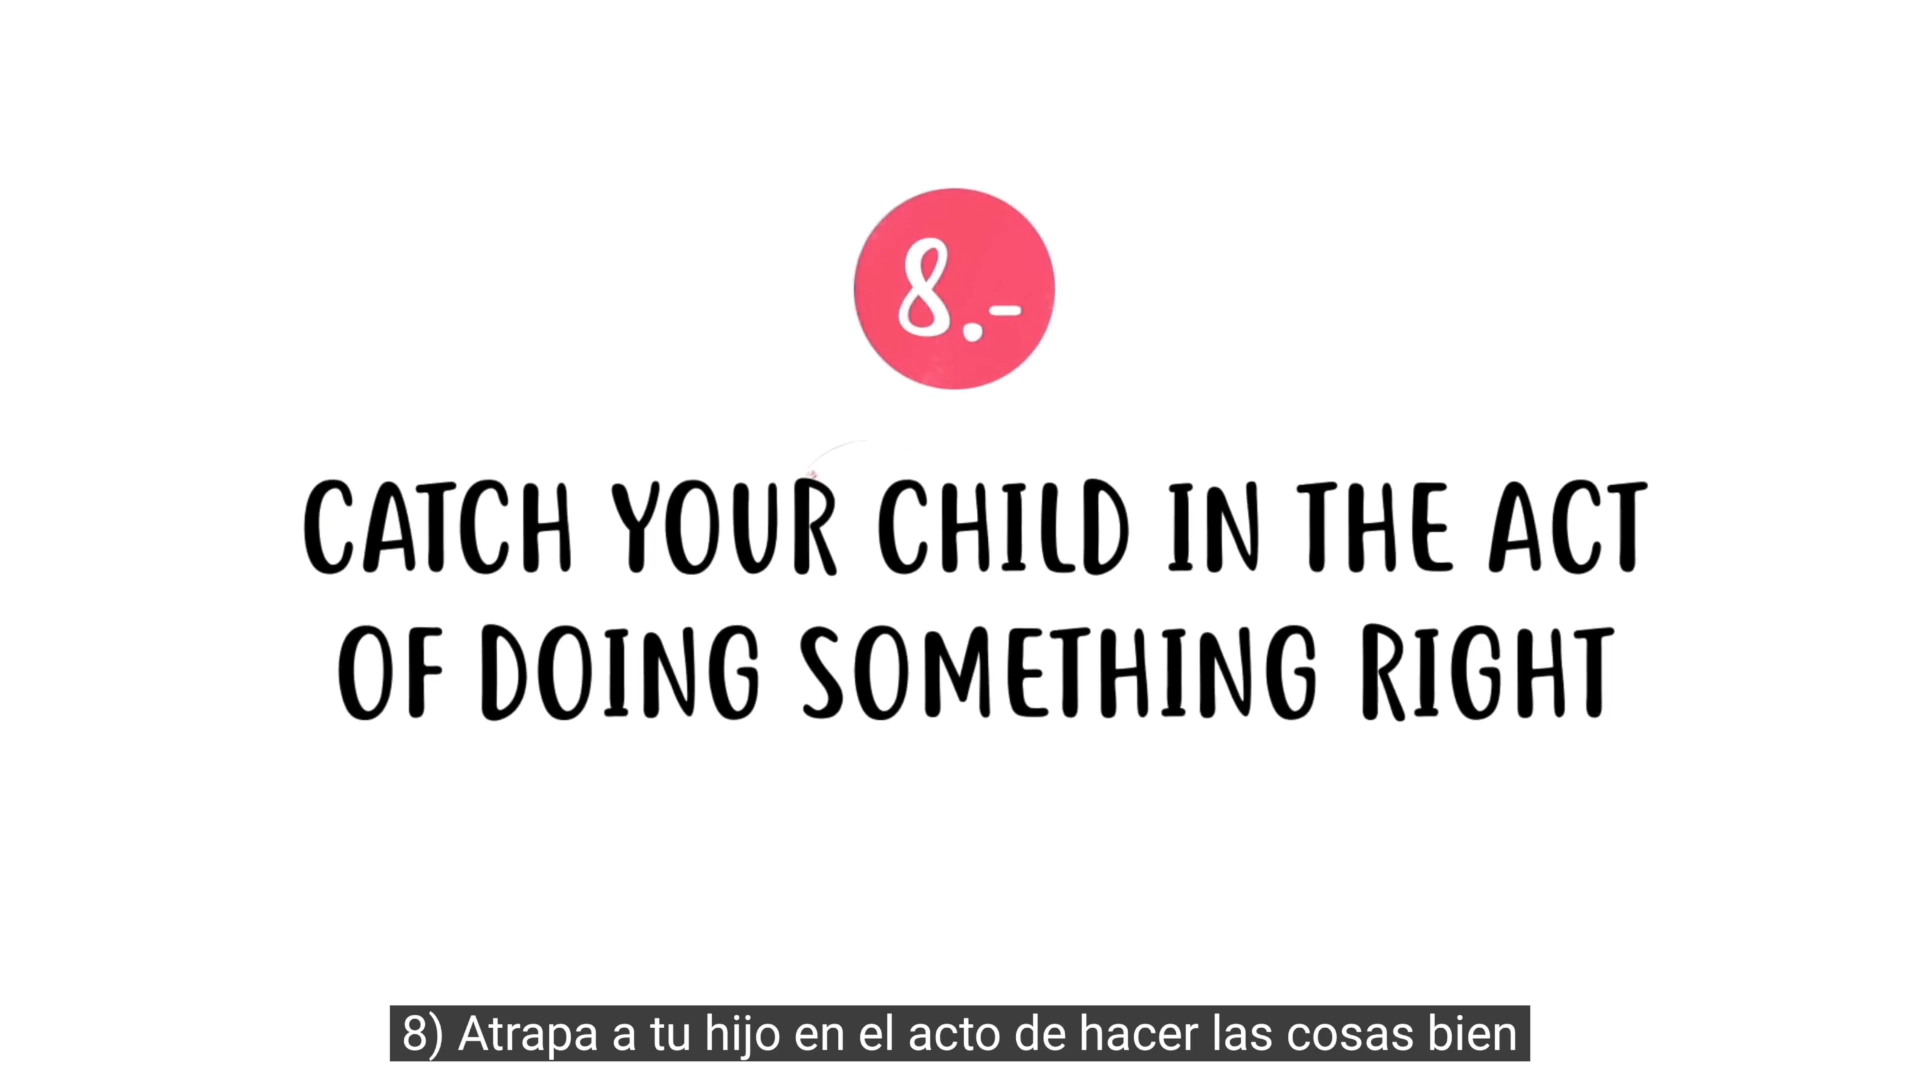 8.-
CATCH YOUR CHILD IN THE ACT
OF DOING SOMETHING RIGHT
8) Atrapa a tu hijo en el acto de hacer las cosas bien